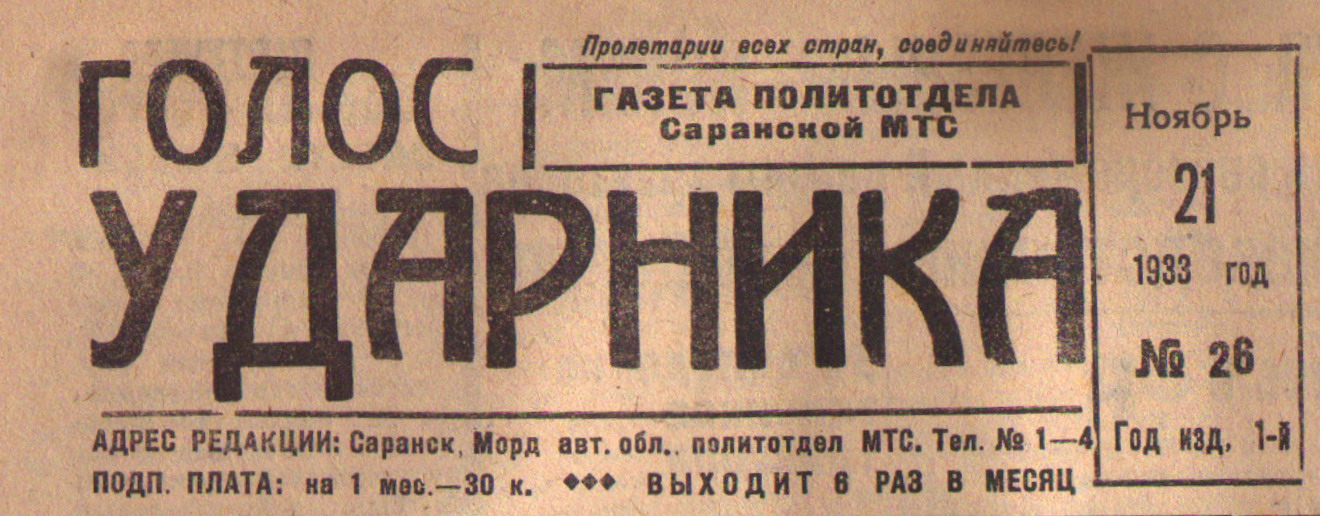 Пролетарии всех стран, соединяйтесь!
ГОЛОС
УДАРНИКА
ГАЗЕТА ПОЛИТОТДЕЛА
Саранской МТС
Ноябрь
21
1933 год
№ 26
Год изд, 1-й
АДРЕС РЕДАКЦИИ: Саранск, Морд авт. обл., политотдел МТС. Тел. № 1—4
ПОДП. ПЛАТА: на 1 мес.—30 к. ◆◆◆ ВЫХОДИТ 6 РАЗ В МЕСЯЦ